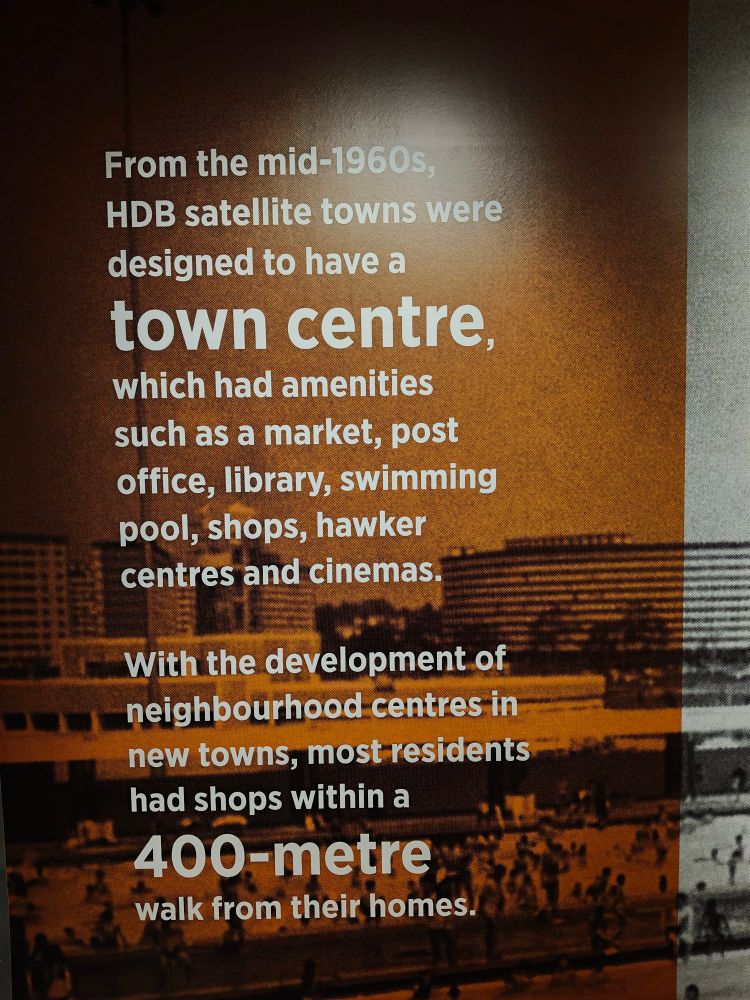 From the mid-1960s,
HDB satellite towns were
designed to have a
town centre,
which had amenities
such as a market, post
office, library, swimming
pool, shops, hawker
centres and cinemas.
With the development of
neighbourhood centres in
new towns, most residents
had shops within a
400-metre
walk from their homes.